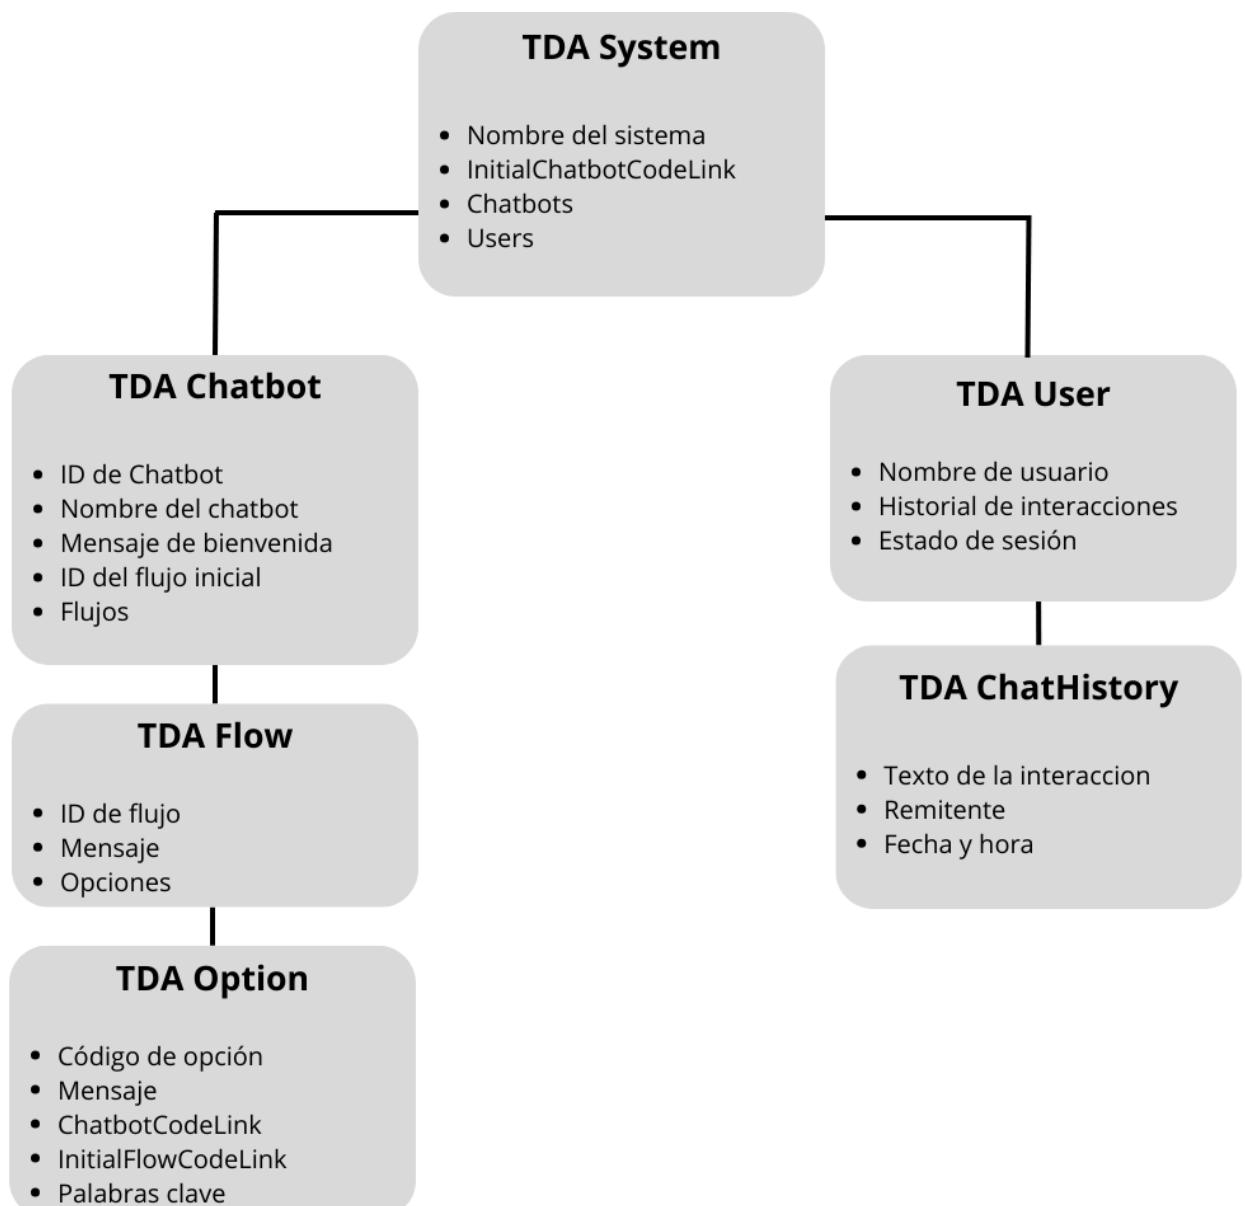 TDA System
• Nombre del sistema
• InitialChatbotCodeLink
• Chatbots
• Users
TDA Chatbot
• ID de Chatbot
• Nombre del chatbot
• Mensaje de bienvenida
• ID del flujo inicial
• Flujos
TDA User
• Nombre de usuario
• Historial de interacciones
• Estado de sesión
TDA Flow
• ID de flujo
• Mensaje
• Opciones
TDA ChatHistory
• Texto de la interaccion
• Remitente
• Fecha y hora
TDA Option
• Código de opción
• Mensaje
• ChatbotCodeLink
• InitialFlowCodeLink
• Palabras clave